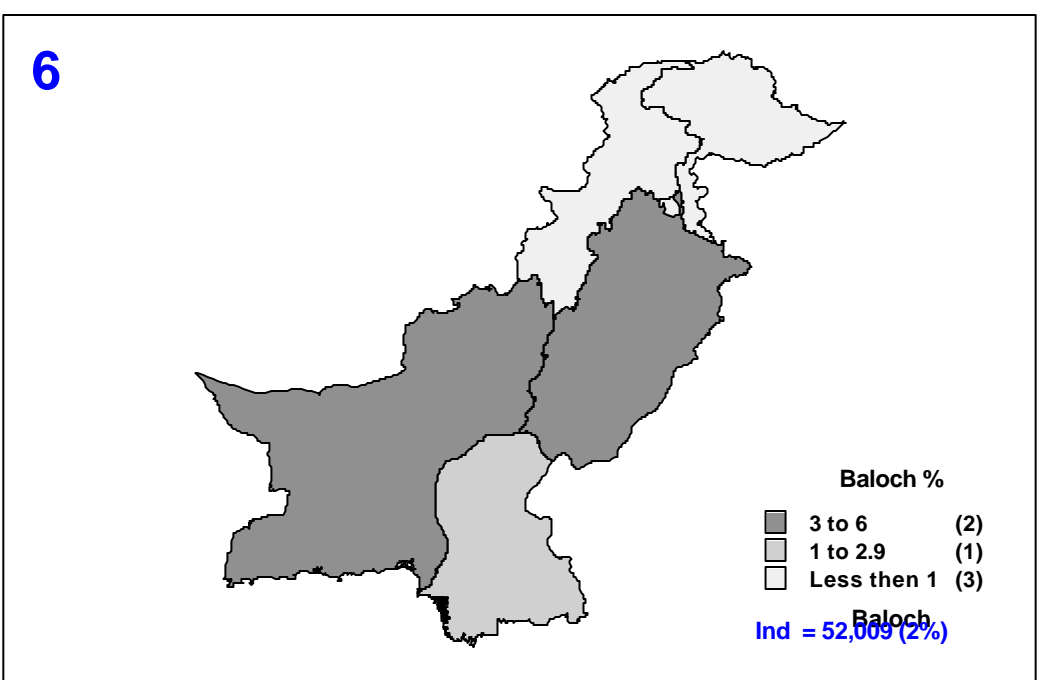 6
Baloch %
3 to 6 (2)
1 to 2.9 (1)
Less then 1 (3)
Baloch
Ind = 52,009 (2%)